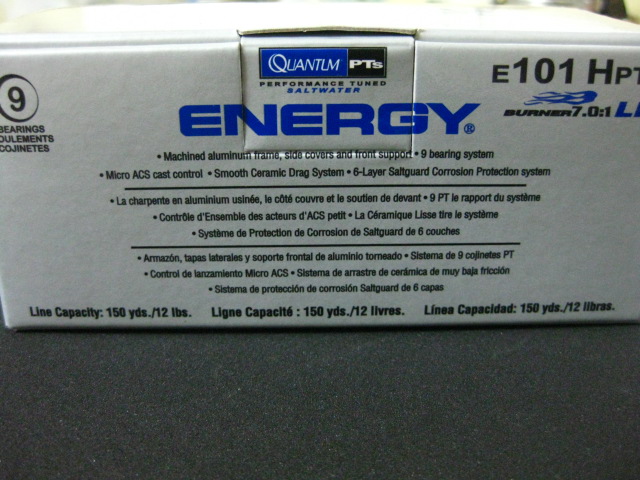 QUANTUM PTs
PERFORMANCE TUNED
SALTWATER
ENERGY®
E101 HPT
BURNER 7.0:1
9
BEARINGS
OULEMENTS
COJINETES
• Machined aluminum frame, side covers and front support • 9 bearing system
• Micro ACS cast control • Smooth Ceramic Drag System • 6-Layer Saltguard Corrosion Protection system
• La charpente en aluminium usinée, le côté couvre et le soutien de devant • 9 PT le rapport du système
• Contrôle d'Ensemble des acteurs d'ACS petit • La Céramique Lisse tire le système
• Système de Protection de Corrosion de Saltguard de 6 couches
• Armazón, tapas laterales y soporte frontal de aluminio torneado • Sistema de 9 cojinetes PT
• Control de lanzamiento Micro ACS • Sistema de arrastre de cerámica de muy baja fricción
• Sistema de protección de corrosión Saltguard de 6 capas
Line Capacity: 150 yds./12 lbs. Ligne Capacité : 150 yds./12 livres. Línea Capacidad: 150 yds./12 libras.